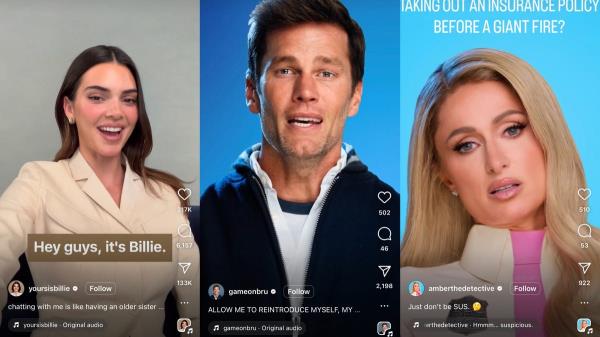 Hey guys, it's Billie.
217K
6,157
133K
yoursisbillie
Follow
chatting with me is like having an older sister ...
yoursisbillie · Original audio
502
46
2,198
gameonbru
Follow
ALLOW ME TO REINTRODUCE MYSELF, MY ...
gameonbru · Original audio
TAKING OUT AN INSURANCE POLICY
BEFORE A GIANT FIRE?
510
53
922
amberthedetective
Follow
Just don't be SUS. 🤔
erthedetective · Hmmm... suspicious.